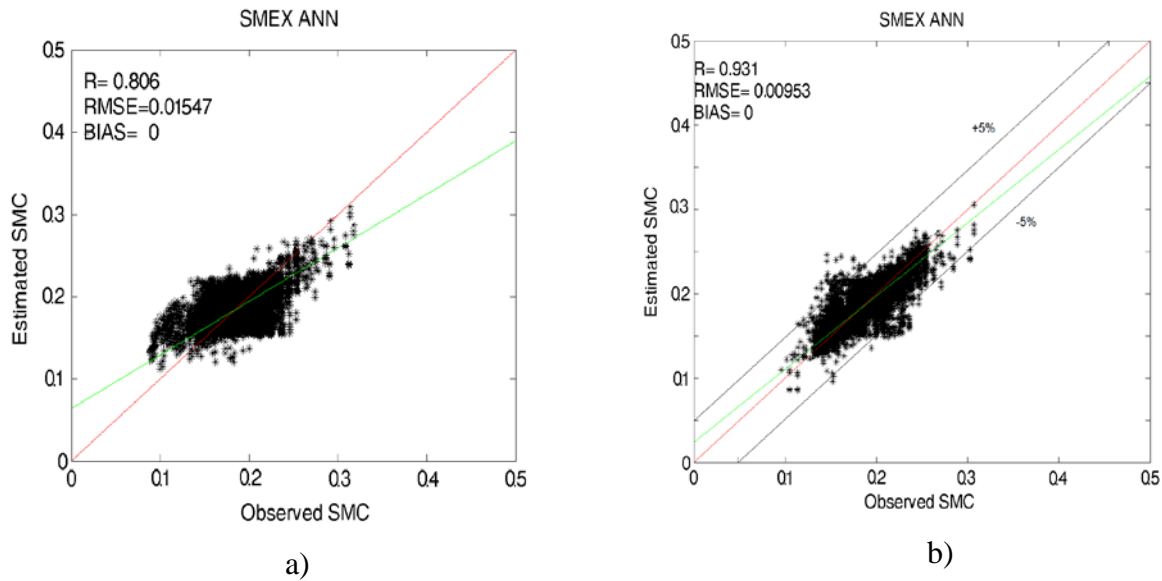 SMEX ANN
R= 0.806
RMSE=0.01547
BIAS= 0
0.5
0.4
0.3
0.2
0.1
0
Estimated SMC
0 0.1 0.2 0.3 0.4 0.5
Observed SMC
a)
SMEX ANN
R= 0.931
RMSE= 0.00953
BIAS= 0
+5%
-5%
0.5
0.4
0.3
0.2
0.1
0
Estimated SMC
0 0.1 0.2 0.3 0.4 0.5
Observed SMC
b)